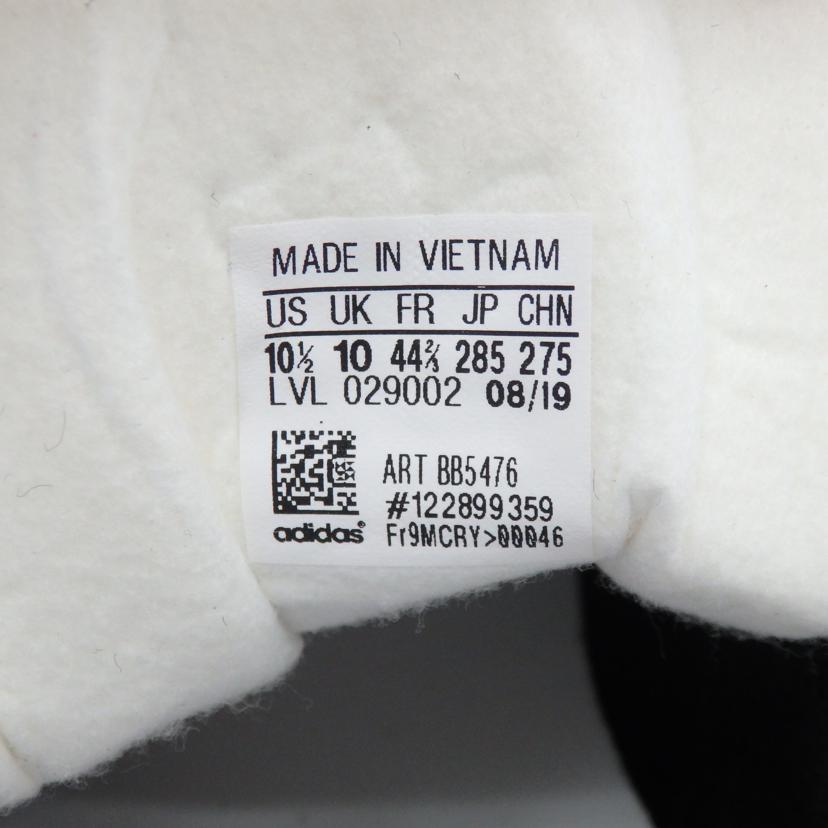 MADE IN VIETNAM
US UK FR JP CHN
10½ 10 44⅔ 285 275
LVL 029002 08/19
ART BB5476
#122899359
adidas® Fr9MCRY>00046